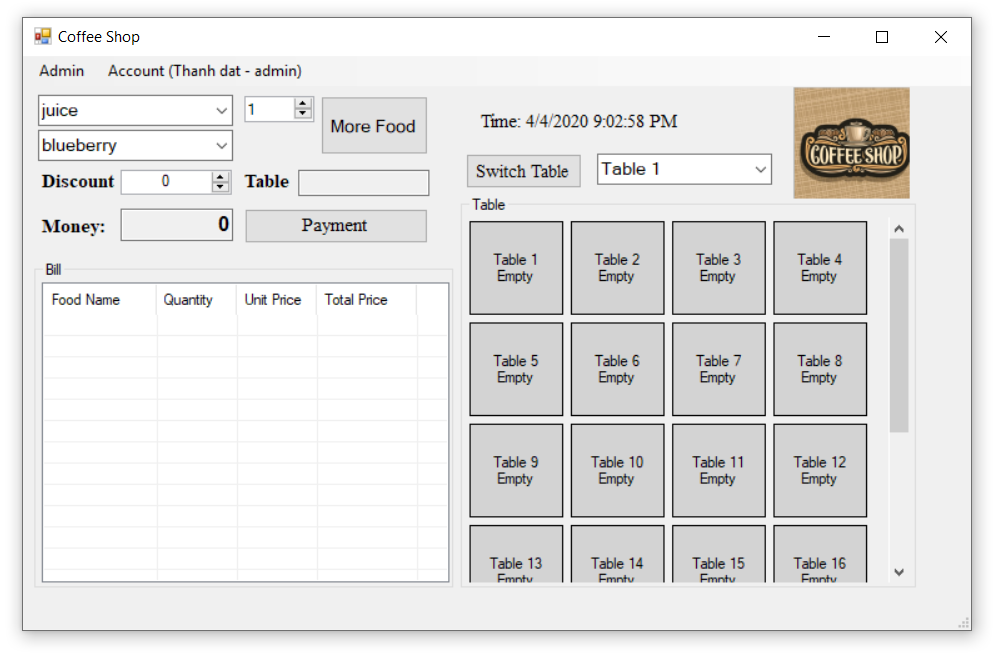 Coffee Shop
Admin Account (Thanh dat - admin)
juice 1 More Food
blueberry
Time: 4/4/2020 9:02:58 PM
COFFEE SHOP
Discount 0 Table
Switch Table Table 1
Money: 0 Payment
Bill
Food Name Quantity Unit Price Total Price
Table
Table 1 Table 2 Table 3 Table 4
Empty Empty Empty Empty
Table 5 Table 6 Table 7 Table 8
Empty Empty Empty Empty
Table 9 Table 10 Table 11 Table 12
Empty Empty Empty Empty
Table 13 Table 14 Table 15 Table 16
Empty Empty Empty Empty